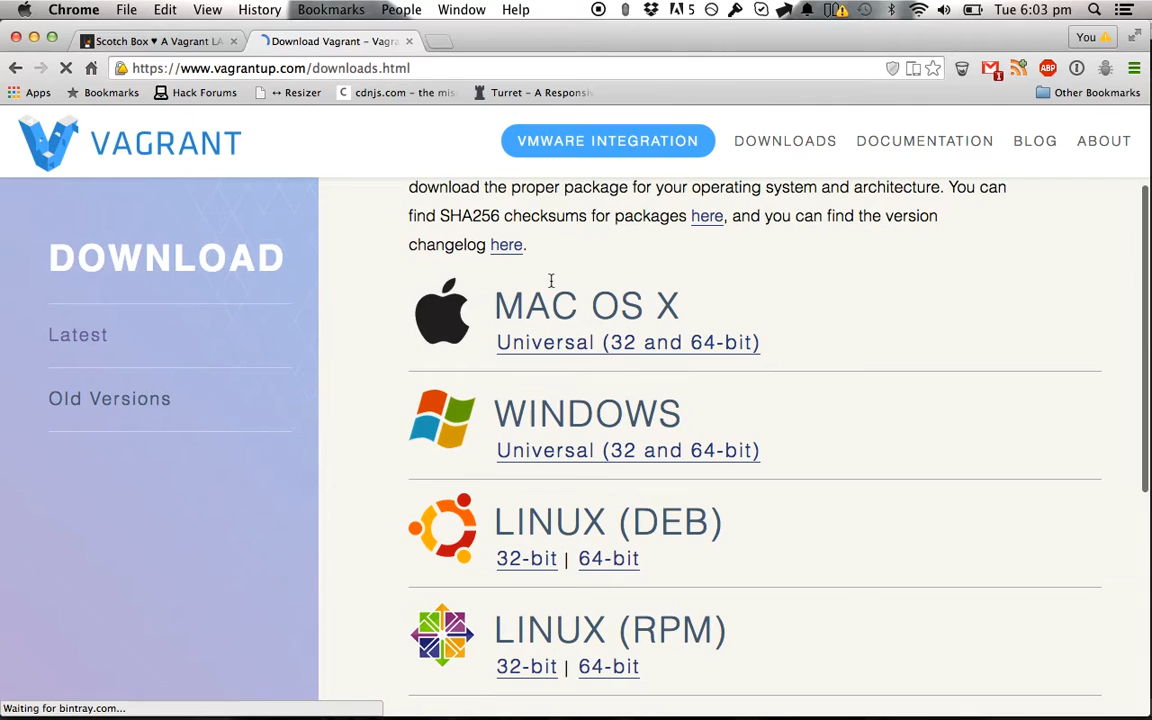 Chrome File Edit View History Bookmarks People Window Help 5 Tue 6:03 pm
Scotch Box ♥ A Vagrant LA Download Vagrant – Vagra You
https://www.vagrantup.com/downloads.html 1
Apps Bookmarks Hack Forums ↔ Resizer cdnjs.com – the mis Turret – A Responsiv Other Bookmarks
VAGRANT
VMWARE INTEGRATION DOWNLOADS DOCUMENTATION BLOG ABOUT
DOWNLOAD
Latest
Old Versions
download the proper package for your operating system and architecture. You can
find SHA256 checksums for packages here, and you can find the version
changelog here.
MAC OS X
Universal (32 and 64-bit)
WINDOWS
Universal (32 and 64-bit)
LINUX (DEB)
32-bit | 64-bit
LINUX (RPM)
32-bit | 64-bit
Waiting for bintray.com...